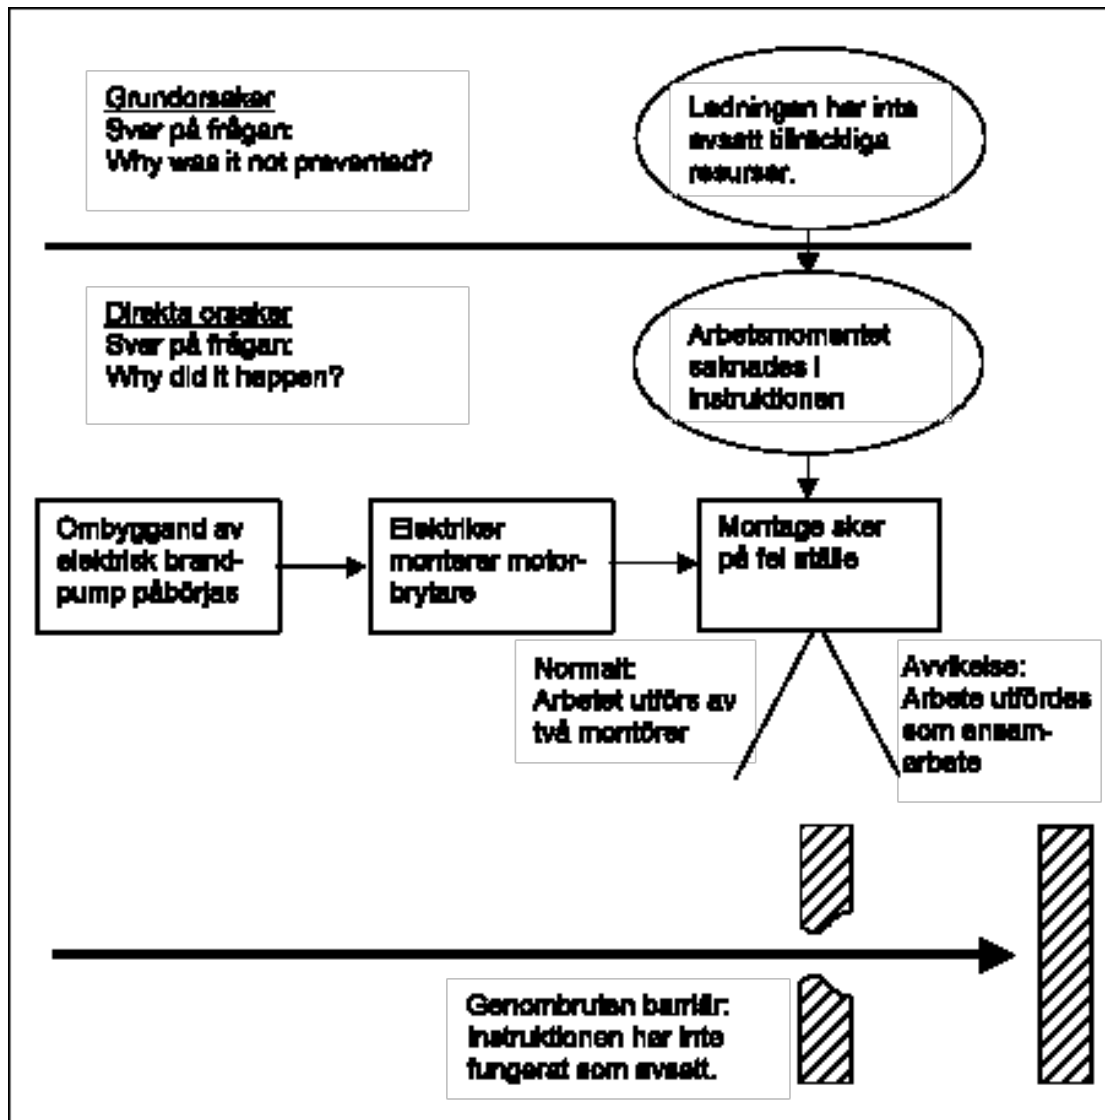 Grundorsaker
Svar på frågan:
Why was it not prevented?
Ledningen har inte
avsatt tillräckliga
resurser.
Direkta orsaker
Svar på frågan:
Why did it happen?
Arbetsmomentet
saknades i
instruktionen
Ombyggand av
elektrisk brand-
pump påbörjas
Elektriker
monterar motor-
brytare
Montage sker
på fel ställe
Normalt:
Arbetet utförs av
två montörer
Avvikelse:
Arbete utfördes
som ensam-
arbete
Genombruten barriär:
Instruktionen har inte
fungerat som avsett.